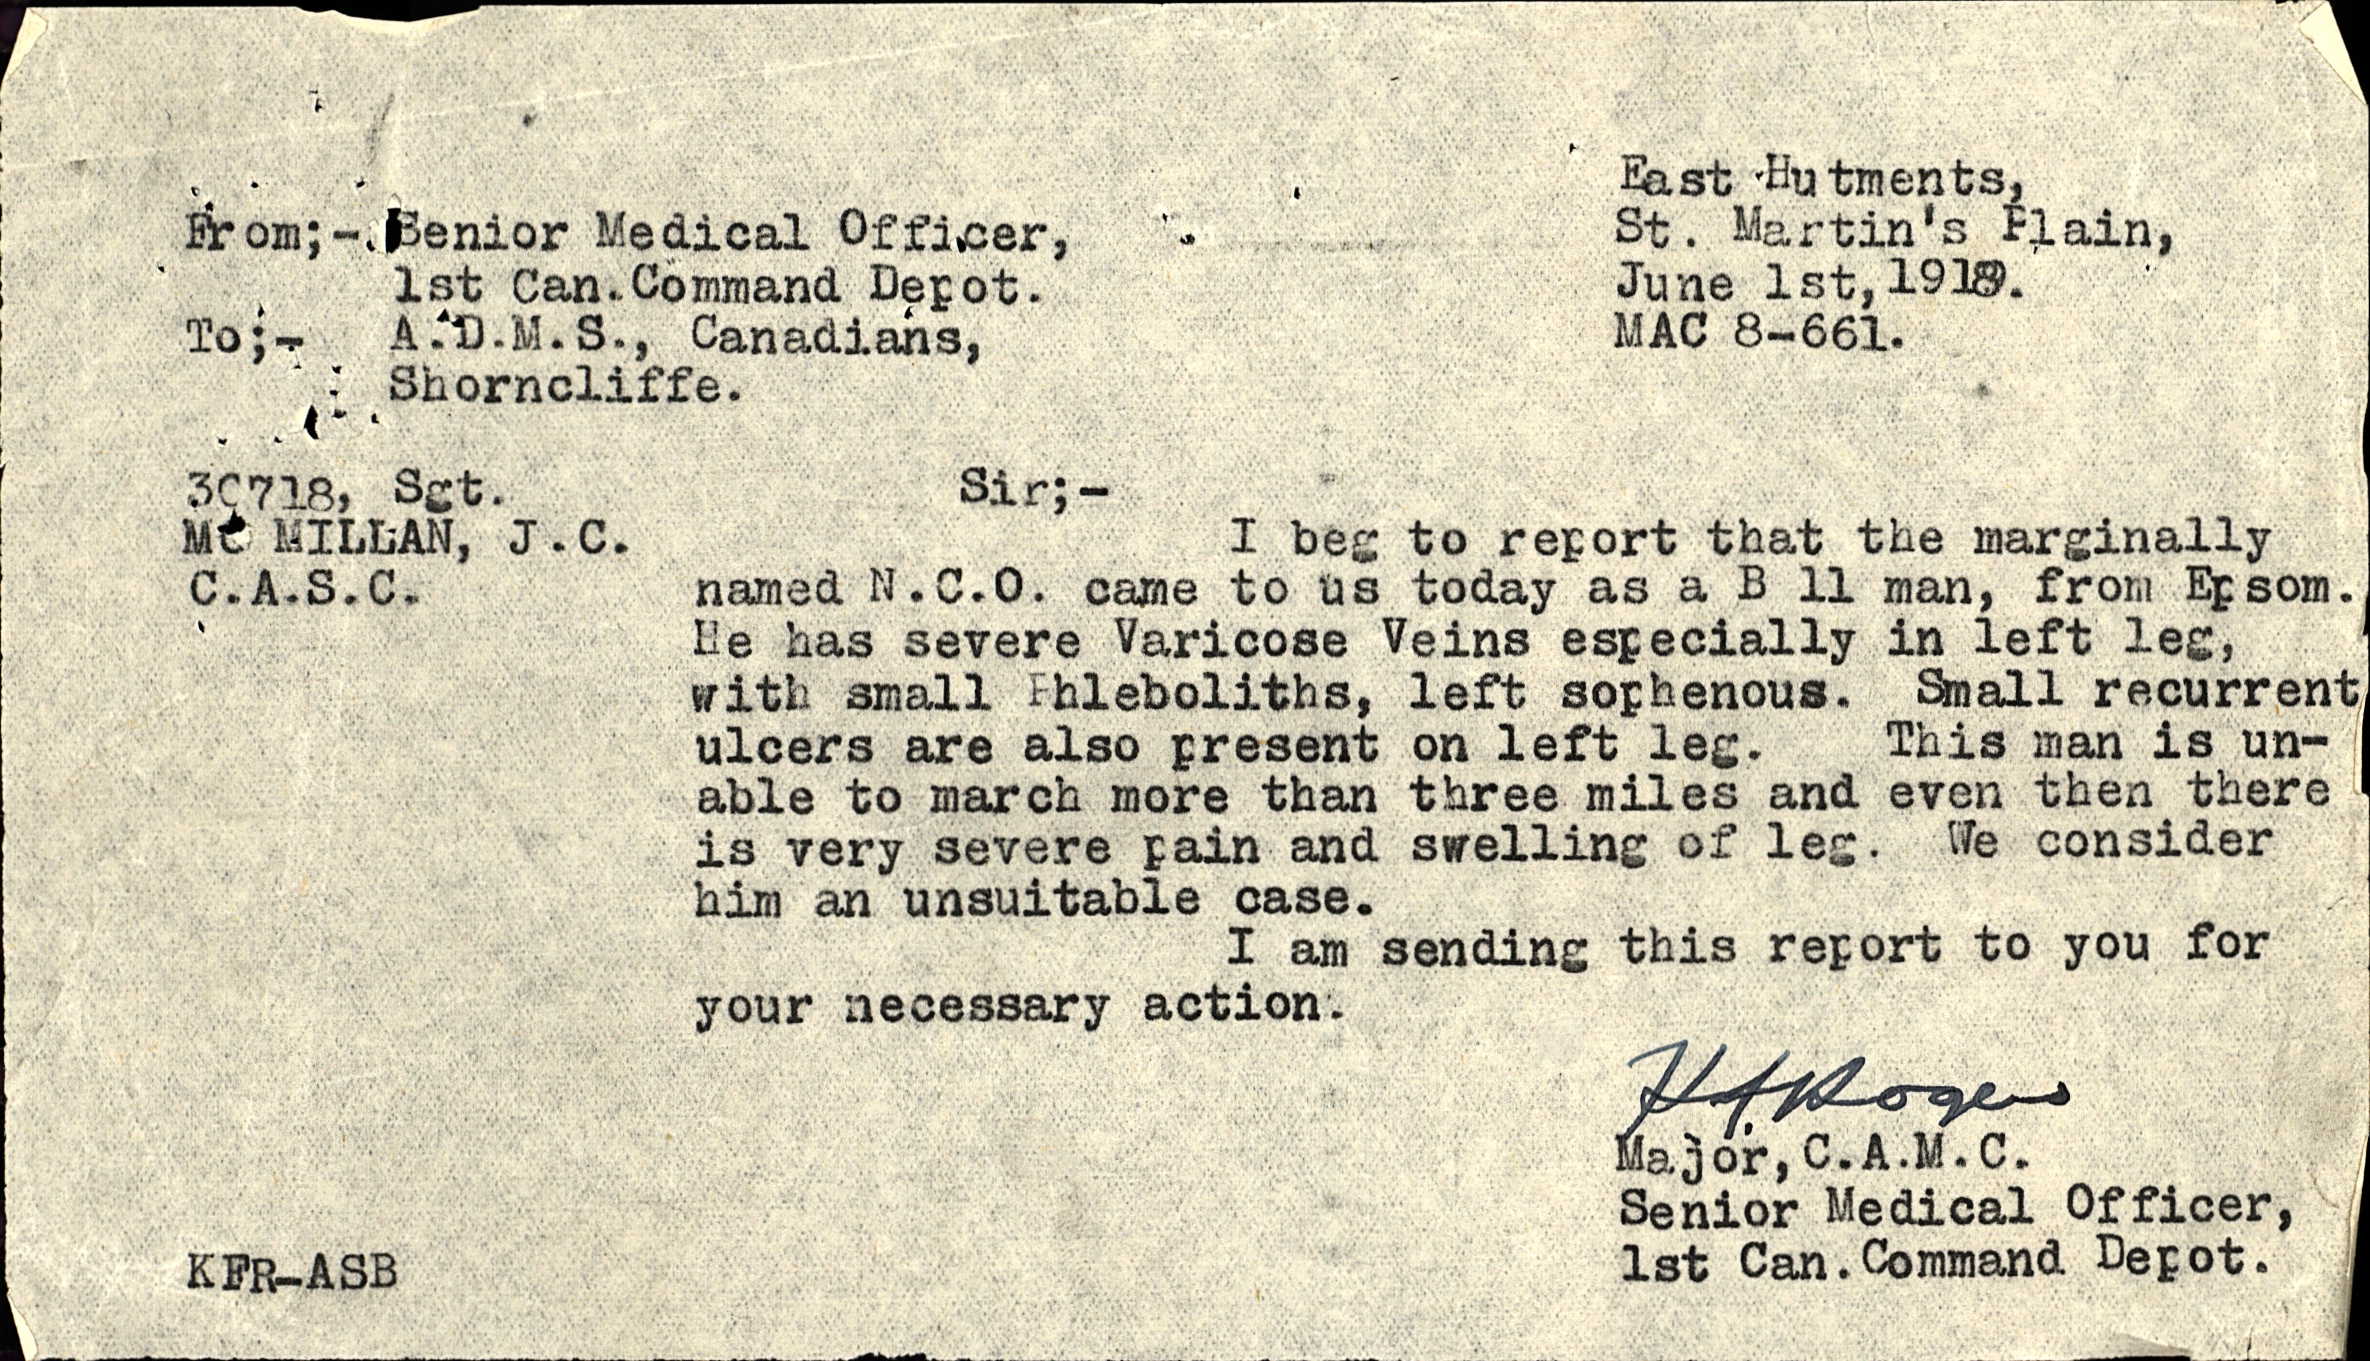 East Hutments,
St. Martin's Plain,
June 1st,1918.
MAC 8-661.
From;- Senior Medical Officer,
1st Can.Command Depot.
To;- A.D.M.S., Canadians,
Shorncliffe.
30718, Sgt.
Mc MILLAN, J.C.
C.A.S.C.
Sir;-
I beg to report that the marginally
named N.C.O. came to us today as a B 11 man, from Epsom.
He has severe Varicose Veins especially in left leg,
with small Phleboliths, left sophenous. Small recurrent
ulcers are also present on left leg. This man is un-
able to march more than three miles and even then there
is very severe pain and swelling of leg. We consider
him an unsuitable case.
I am sending this report to you for
your necessary action.
KFRogers
Major,C.A.M.C.
Senior Medical Officer,
1st Can.Command Depot.
KFR-ASB